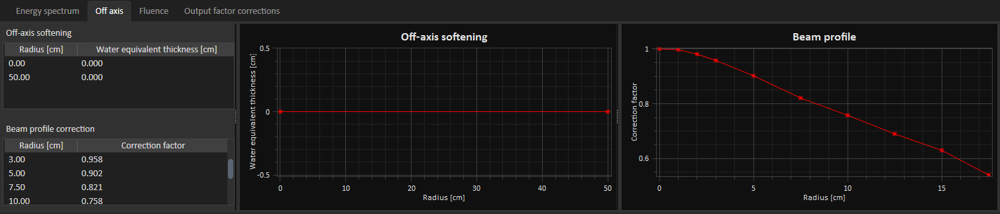 Energy spectrum Off axis Fluence Output factor corrections
Off-axis softening
Radius [cm] Water equivalent thickness [cm]
0.00 0.000
50.00 0.000
Beam profile correction
Radius [cm] Correction factor
3.00 0.958
5.00 0.902
7.50 0.821
10.00 0.758
Off-axis softening
Water equivalent thickness [cm]
0.5
0
-0.5
0 10 20 30 40 50
Radius [cm]
Beam profile
Correction factor
1
0.8
0.6
0 5 10 15
Radius [cm]